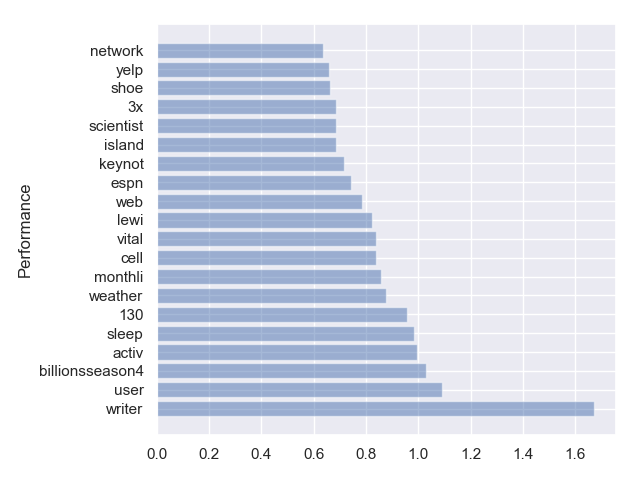 network
yelp
shoe
3x
scientist
island
keynot
espn
web
lewi
vital
cell
monthli
weather
130
sleep
activ
billionsseason4
user
writer
Performance
0.0 0.2 0.4 0.6 0.8 1.0 1.2 1.4 1.6